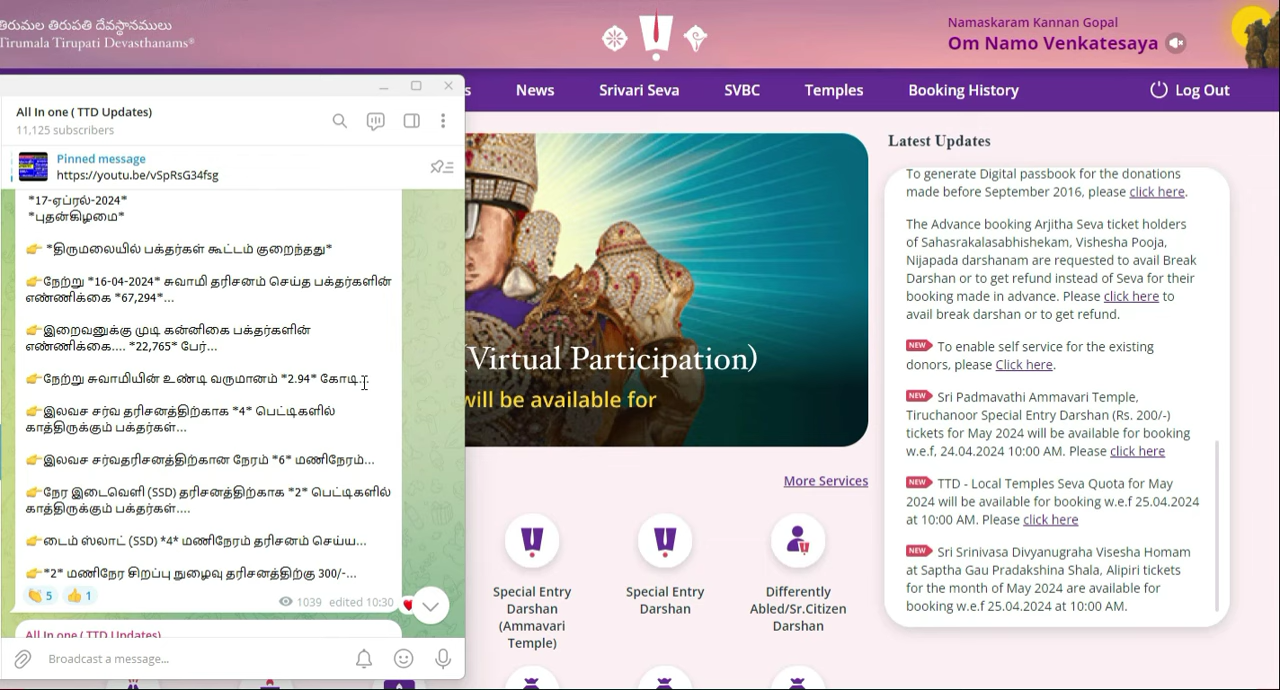 తిరుమల తిరుపతి దేవస్థానములు
Tirumala Tirupati Devasthanams®
Namaskaram Kannan Gopal
Om Namo Venkatesaya
s
News
Srivari Seva
SVBC
Temples
Booking History
Log Out
All In one ( TTD Updates)
11,125 subscribers
Pinned message
https://youtu.be/vSpRsG34fsg
*17-ஏப்ரல்-2024*
*புதன்கிழமை*
👉 *திருமலையில் பக்தர்கள் கூட்டம் குறைந்தது*
👉நேற்று *16-04-2024* சுவாமி தரிசனம் செய்த பக்தர்களின்
எண்ணிக்கை *67,294*...
👉இறைவனுக்கு முடி கன்னிகை பக்தர்களின்
எண்ணிக்கை.... *22,765* பேர்...
👉நேற்று சுவாமியின் உண்டி வருமானம் *2.94* கோடி...
👉இலவச சர்வ தரிசனத்திற்காக *4* பெட்டிகளில்
காத்திருக்கும் பக்தர்கள்...
👉இலவச சர்வதரிசனத்திற்கான நேரம் *6* மணிநேரம்...
👉நேர இடைவெளி (SSD) தரிசனத்திற்காக *2* பெட்டிகளில்
காத்திருக்கும் பக்தர்கள்....
👉டைம் ஸ்லாட் (SSD) *4* மணிநேரம் தரிசனம் செய்ய...
👉*2* மணிநேர சிறப்பு நுழைவு தரிசனத்திற்கு 300/-...
👏 5 👍 1
1039 edited 10:30
All In one ( TTD Updates)
Broadcast a message...
(Virtual Participation)
will be available for
More Services
Special Entry
Darshan
(Ammavari
Temple)
Special Entry
Darshan
Differently
Abled/Sr.Citizen
Darshan
Latest Updates
To generate Digital passbook for the donations
made before September 2016, please click here.
The Advance booking Arjitha Seva ticket holders
of Sahasrakalasabhishekam, Vishesha Pooja,
Nijapada darshanam are requested to avail Break
Darshan or to get refund instead of Seva for their
booking made in advance. Please click here to
avail break darshan or to get refund.
NEW To enable self service for the existing
donors, please Click here.
NEW Sri Padmavathi Ammavari Temple,
Tiruchanoor Special Entry Darshan (Rs. 200/-)
tickets for May 2024 will be available for booking
w.e.f, 24.04.2024 10:00 AM. Please click here
NEW TTD - Local Temples Seva Quota for May
2024 will be available for booking w.e.f 25.04.2024
at 10:00 AM. Please click here
NEW Sri Srinivasa Divyanugraha Visesha Homam
at Saptha Gau Pradakshina Shala, Alipiri tickets
for the month of May 2024 are available for
booking w.e.f 25.04.2024 at 10:00 AM.